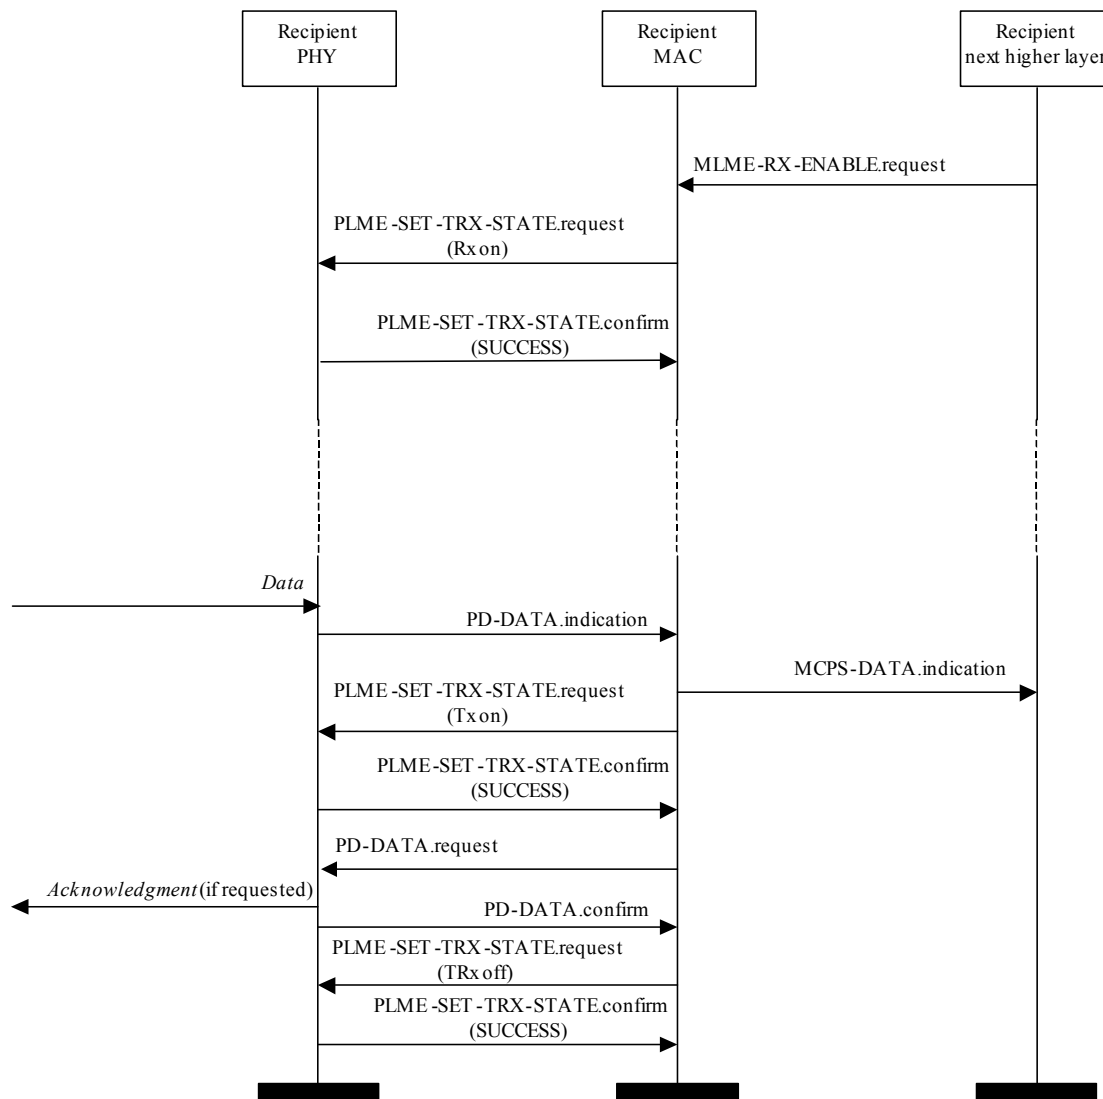 Recipient
PHY
Recipient
MAC
Recipient
next higher layer
MLME-RX-ENABLE.request
PLME-SET-TRX-STATE.request
(Rx on)
PLME-SET-TRX-STATE.confirm
(SUCCESS)
Data
PD-DATA.indication
MCPS-DATA.indication
PLME-SET-TRX-STATE.request
(Tx on)
PLME-SET-TRX-STATE.confirm
(SUCCESS)
PD-DATA.request
Acknowledgment (if requested)
PD-DATA.confirm
PLME-SET-TRX-STATE.request
(TRx off)
PLME-SET-TRX-STATE.confirm
(SUCCESS)